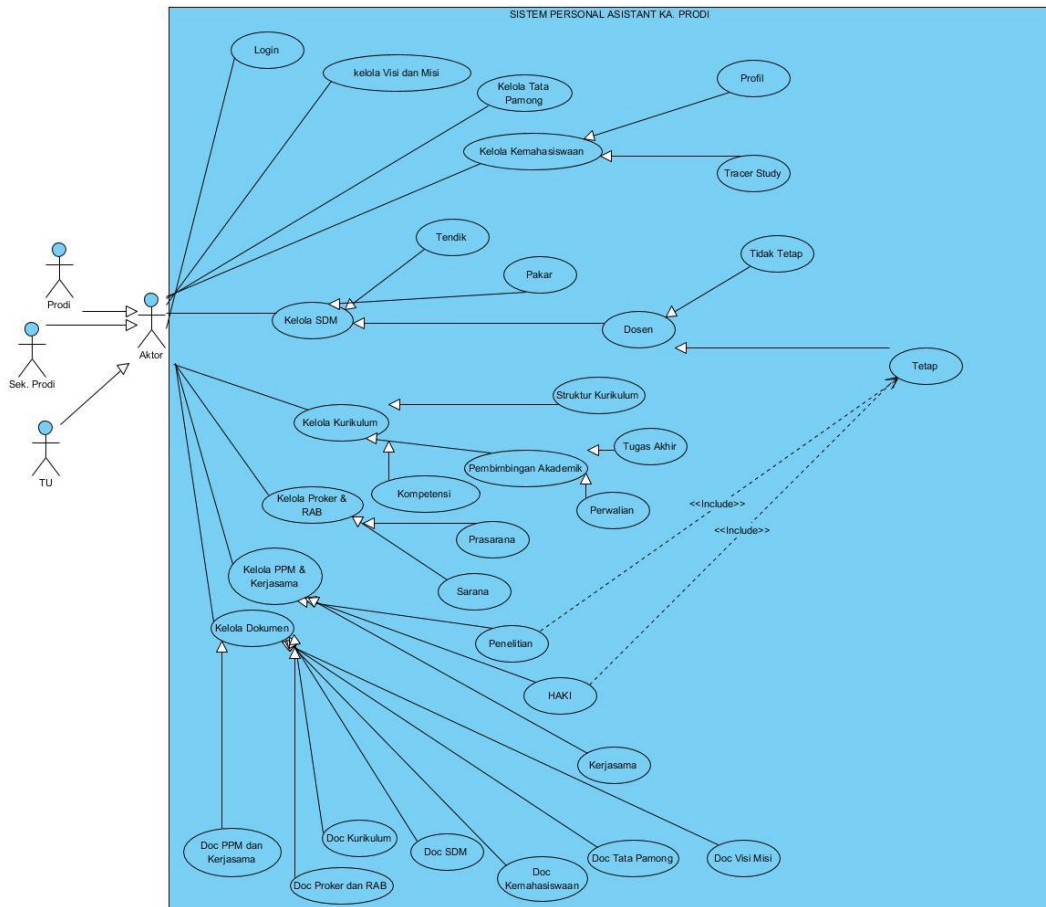 SISTEM PERSONAL ASISTANT KA. PRODI
Login
kelola Visi dan Misi
Kelola Tata
Pamong
Profil
Kelola Kemahasiswaan
Tracer Study
Tendik
Tidak Tetap
Pakar
Prodi
Kelola SDM
Dosen
Aktor
Sek. Prodi
Tetap
Struktur Kurikulum
Kelola Kurikulum
Tugas Akhir
Pembimbingan Akademik
TU
Kompetensi
Perwalian
Kelola Proker &
RAB
<<Include>>
<<Include>>
Prasarana
Kelola PPM &
Kerjasama
Sarana
Kelola Dokumen
Penelitian
HAKI
Kerjasama
Doc Kurikulum
Doc PPM dan
Kerjasama
Doc SDM
Doc Tata Pamong
Doc Visi Misi
Doc
Kemahasiswaan
Doc Proker dan RAB